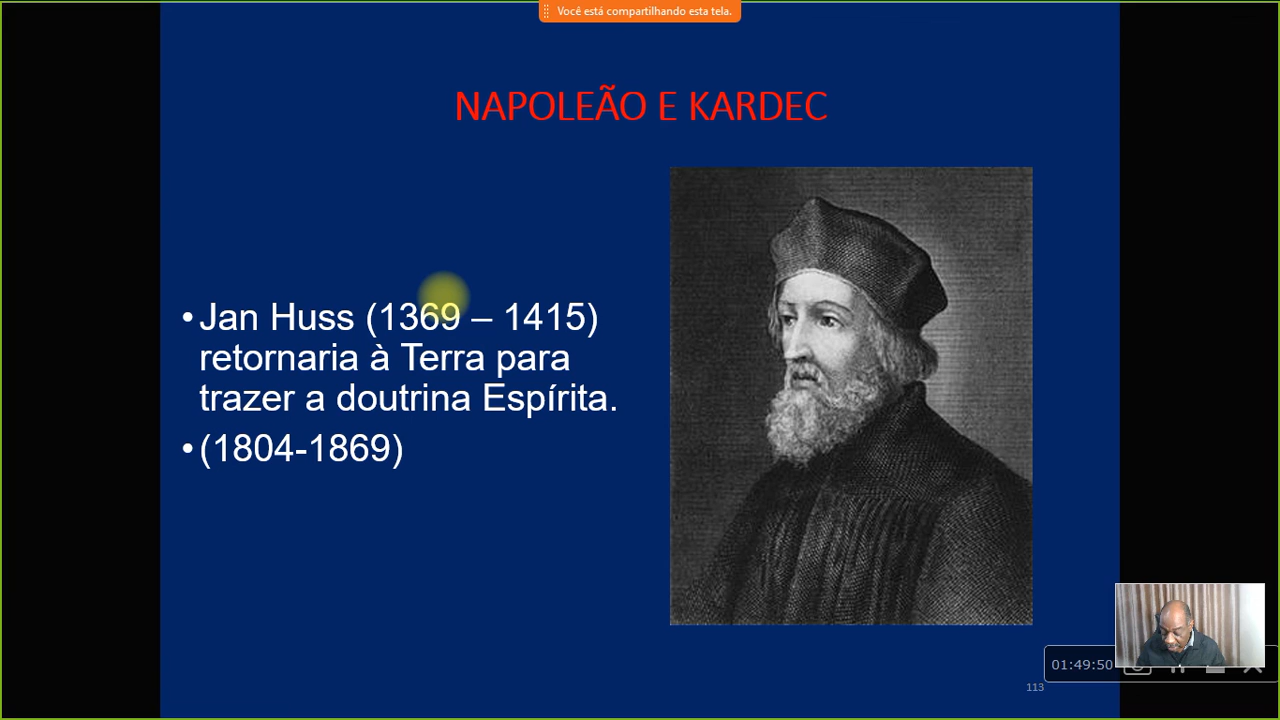 Você está compartilhando esta tela.
NAPOLEÃO E KARDEC
• Jan Huss (1369 – 1415)
retornaria à Terra para
trazer a doutrina Espírita.
• (1804-1869)
01:49:50
113